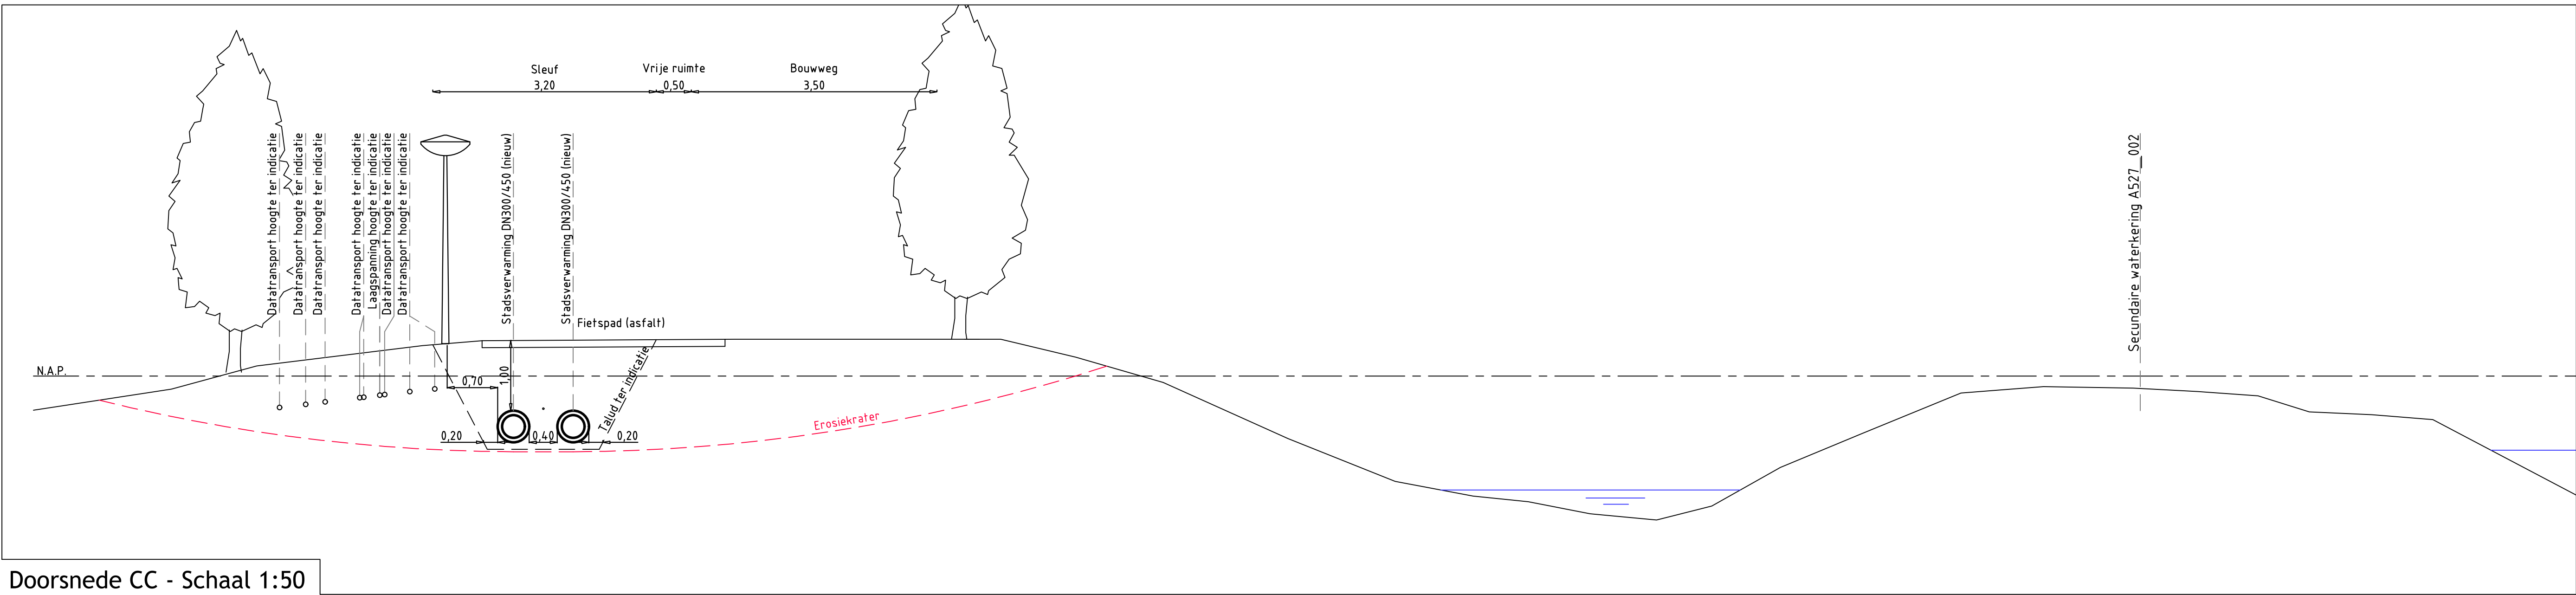 Sleuf
3,20
Vrije ruimte
0,50
Bouwweg
3,50
Datatransport hoogte ter indicatie
Datatransport hoogte ter indicatie
Datatransport hoogte ter indicatie
Datatransport hoogte ter indicatie
Laagspanning hoogte ter indicatie
Datatransport hoogte ter indicatie
Datatransport hoogte ter indicatie
Stadsverwarming DN300/450 (nieuw)
Stadsverwarming DN300/450 (nieuw)
Secundaire waterkering A527__002
Fietspad (asfalt)
N.A.P.
0,70
1,00
Talud ter indicatie
Erosiekrater
0,20
0,40
0,20
Doorsnede CC - Schaal 1:50